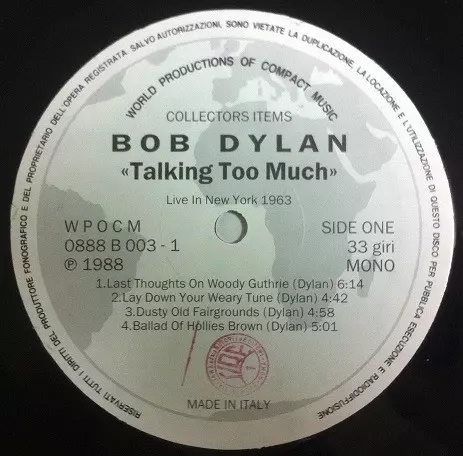 RISERVATI TUTTI I DIRITTI DEL PRODUTTORE FONOGRAFICO E DEL PROPRIETARIO DELL'OPERA REGISTRATA SALVO AUTORIZZAZIONI, SONO VIETATE LA DUPLICAZIONE, LA LOCAZIONE E L'UTILIZZAZIONE DI QUESTO DISCO PER PUBBLICA ESECUZIONE E RADIODIFFUSIONE
WORLD PRODUCTIONS OF COMPACT MUSIC
COLLECTORS ITEMS
BOB DYLAN
«Talking Too Much»
Live In New York 1963
WPOCM
0888 B 003 - 1
℗ 1988
SIDE ONE
33 giri
MONO
1.Last Thoughts On Woody Guthrie (Dylan) 6:14
2.Lay Down Your Weary Tune (Dylan) 4:42
3.Dusty Old Fairgrounds (Dylan) 4:58
4.Ballad Of Hollies Brown (Dylan) 5:01
MADE IN ITALY